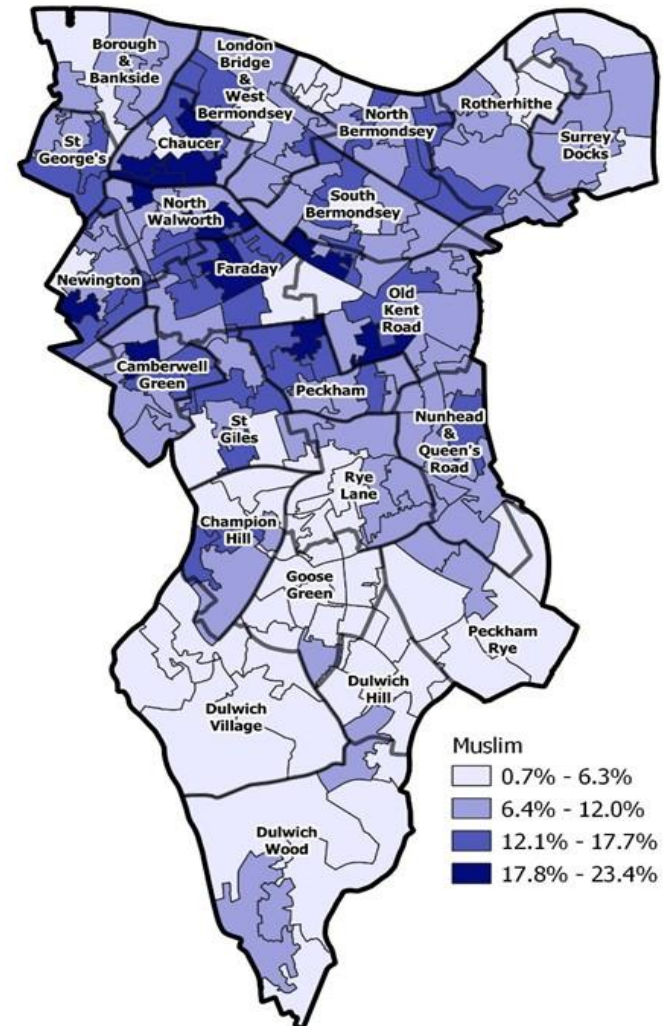 Borough
&
Bankside
London
Bridge
&
West
Bermondsey
North
Bermondsey
Rotherhithe
Surrey
Docks
St
George's
Chaucer
North
Walworth
South
Bermondsey
Newington
Faraday
Old
Kent
Road
Camberwell
Green
Peckham
Nunhead
&
Queen's
Road
St
Giles
Rye
Lane
Champion
Hill
Goose
Green
Peckham
Rye
Dulwich
Hill
Dulwich
Village
Dulwich
Wood
Muslim
0.7% - 6.3%
6.4% - 12.0%
12.1% - 17.7%
17.8% - 23.4%